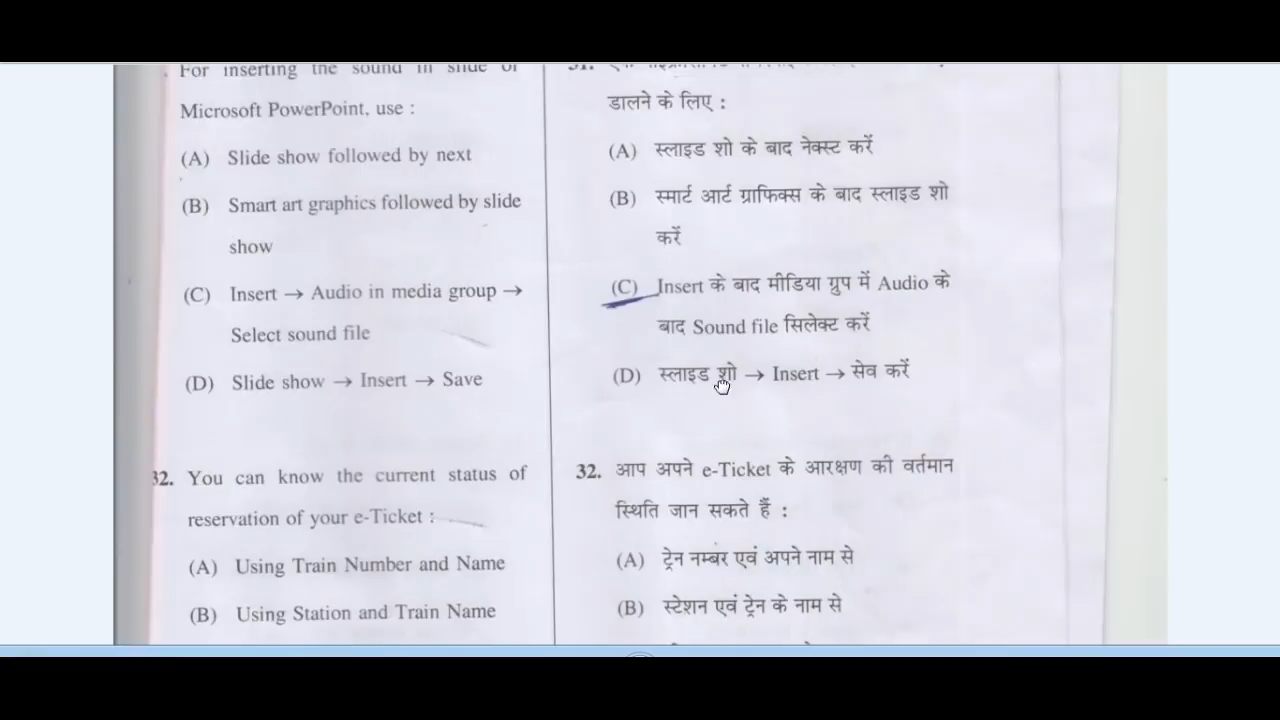 For inserting the sound in slide of
Microsoft PowerPoint, use :
(A) Slide show followed by next
(B) Smart art graphics followed by slide
show
(C) Insert → Audio in media group →
Select sound file
(D) Slide show → Insert → Save
32. You can know the current status of
reservation of your e-Ticket :
(A) Using Train Number and Name
(B) Using Station and Train Name
31.
डालने के लिए :
(A) स्लाइड शो के बाद नेक्स्ट करें
(B) स्मार्ट आर्ट ग्राफिक्स के बाद स्लाइड शो
करें
(C) Insert के बाद मीडिया ग्रुप में Audio के
बाद Sound file सिलेक्ट करें
(D) स्लाइड शो → Insert → सेव करें
32. आप अपने e-Ticket के आरक्षण की वर्तमान
स्थिति जान सकते हैं :
(A) ट्रेन नम्बर एवं अपने नाम से
(B) स्टेशन एवं ट्रेन के नाम से